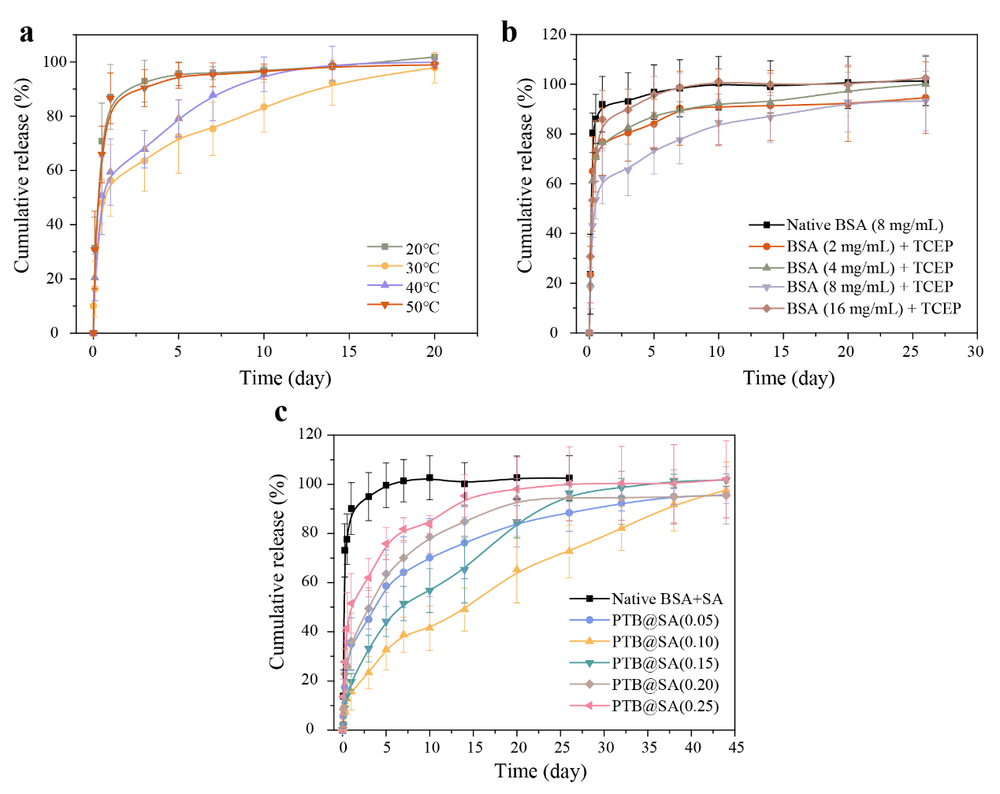 a
Cumulative release (%)
100
80
60
40
20
0
0 5 10 15 20
Time (day)
20℃
30℃
40℃
50℃
b
Cumulative release (%)
120
100
80
60
40
20
0
0 5 10 15 20 25 30
Time (day)
Native BSA (8 mg/mL)
BSA (2 mg/mL) + TCEP
BSA (4 mg/mL) + TCEP
BSA (8 mg/mL) + TCEP
BSA (16 mg/mL) + TCEP
c
Cumulative release (%)
120
100
80
60
40
20
0
0 5 10 15 20 25 30 35 40 45
Time (day)
Native BSA+SA
PTB@SA(0.05)
PTB@SA(0.10)
PTB@SA(0.15)
PTB@SA(0.20)
PTB@SA(0.25)